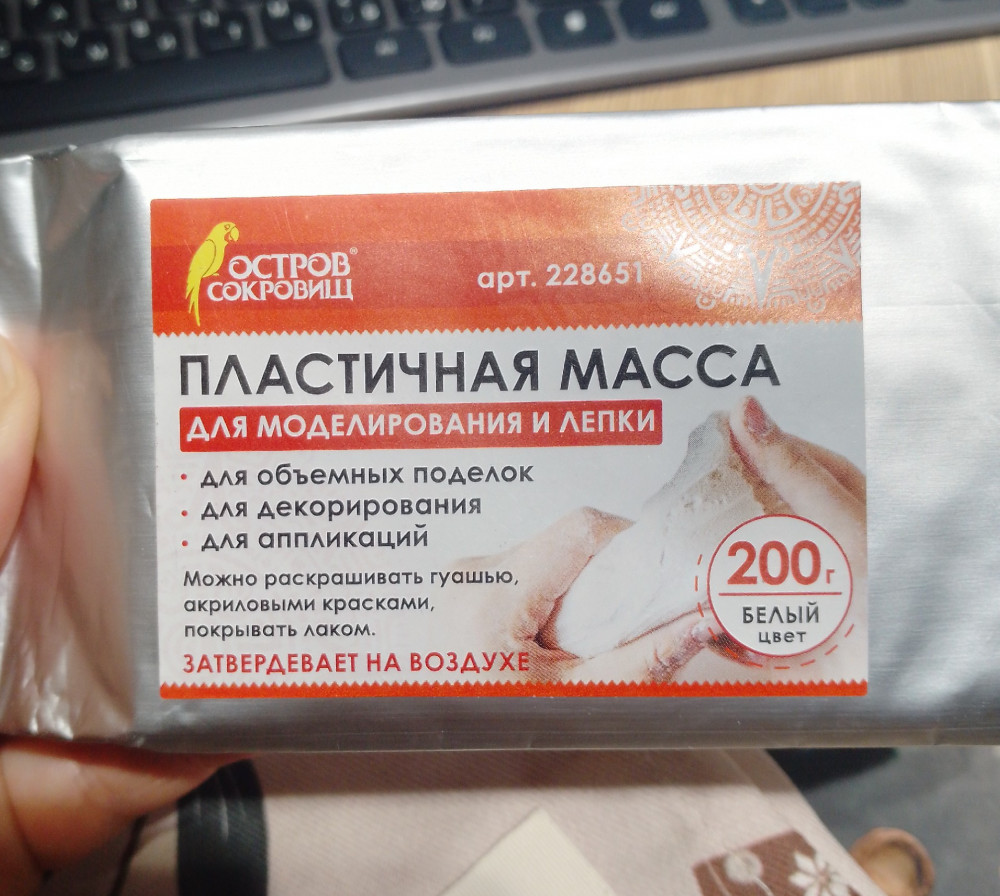 ОСТРОВ®
СОКРОВИЩ
арт. 228651
ПЛАСТИЧНАЯ МАССА
ДЛЯ МОДЕЛИРОВАНИЯ И ЛЕПКИ
• для объемных поделок
• для декорирования
• для аппликаций
Можно раскрашивать гуашью,
акриловыми красками,
покрывать лаком.
ЗАТВЕРДЕВАЕТ НА ВОЗДУХЕ
200 г
БЕЛЫЙ
цвет